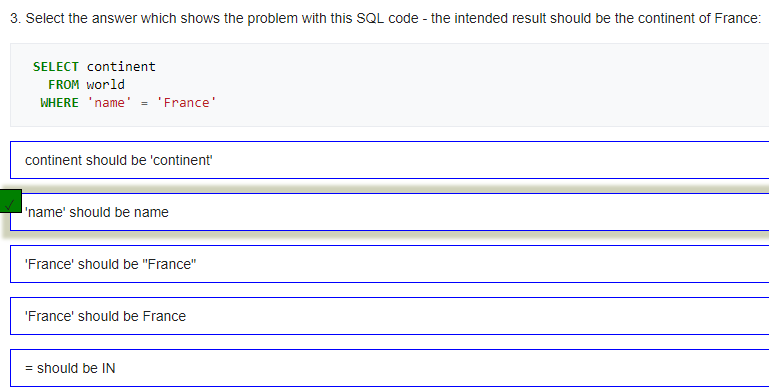 3. Select the answer which shows the problem with this SQL code - the intended result should be the continent of France:
SELECT continent
FROM world
WHERE 'name' = 'France'
continent should be 'continent'
'name' should be name
'France' should be "France"
'France' should be France
= should be IN